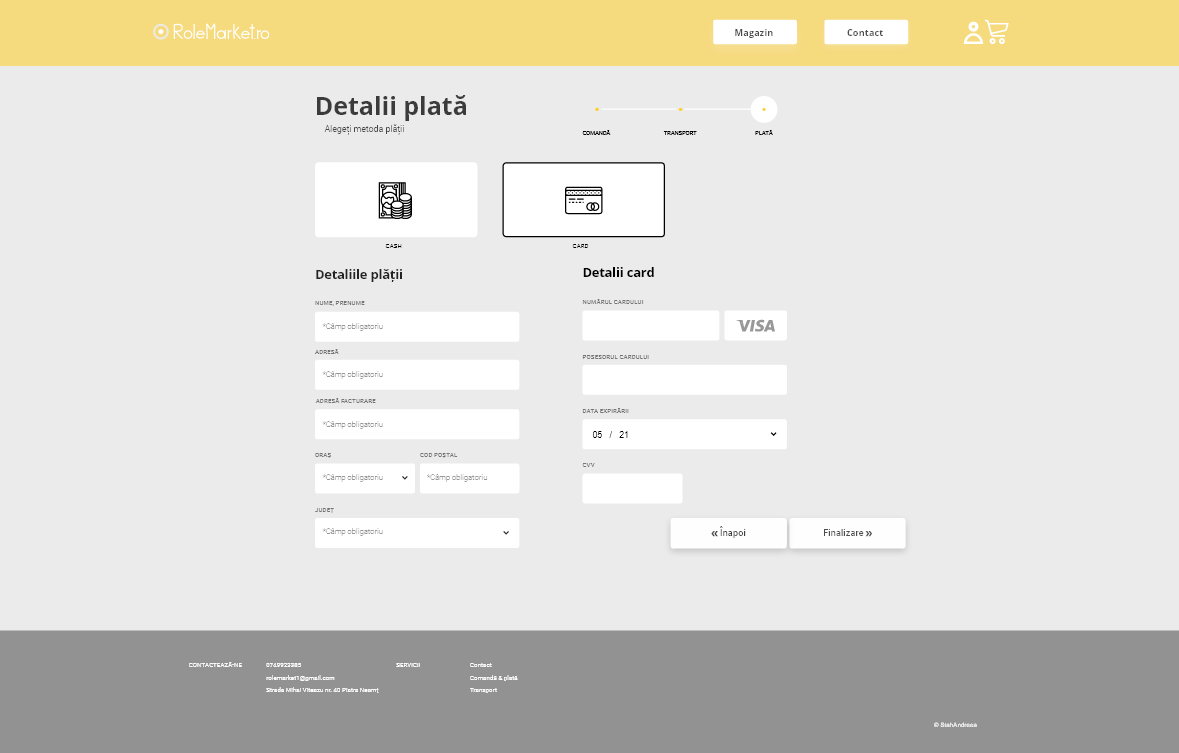 RoleMarket.ro
Magazin
Contact
Detalii plată
Alegeți metoda plății
COMANDĂ
TRANSPORT
PLATĂ
CASH
CARD
Detaliile plății
NUME, PRENUME
*Câmp obligatoriu
ADRESĂ
*Câmp obligatoriu
ADRESĂ FACTURARE
*Câmp obligatoriu
ORAȘ
COD POȘTAL
*Câmp obligatoriu
*Câmp obligatoriu
JUDEȚ
*Câmp obligatoriu
Detalii card
NUMĂRUL CARDULUI
VISA
POSESORUL CARDULUI
DATA EXPIRĂRII
05 / 21
CVV
« Înapoi
Finalizare »
CONTACTEAZĂ-NE
0749923885
rolemarket1@gmail.com
Strada Mihai Viteazu nr. 40 Piatra Neamț
SERVICII
Contact
Comandă & plată
Transport